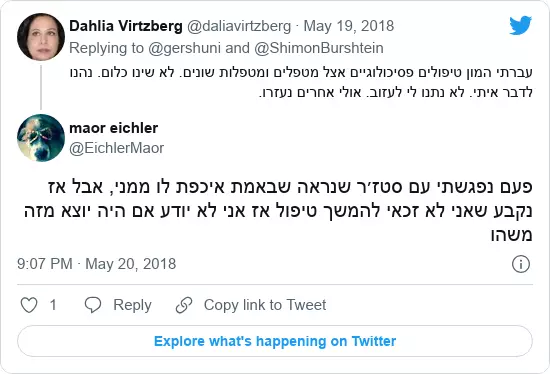 Dahlia Virtzberg @daliavirtzberg · May 19, 2018
Replying to @gershuni and @ShimonBurshtein
עברתי המון טיפולים פסיכולוגיים אצל מטפלים ומטפלות שונים. לא שינו כלום. נהנו
לדבר איתי. לא נתנו לי לעזוב. אולי אחרים נעזרו.
maor eichler
@EichlerMaor
פעם נפגשתי עם סטז׳ר שנראה שבאמת איכפת לו ממני, אבל אז
נקבע שאני לא זכאי להמשך טיפול אז אני לא יודע אם היה יוצא מזה
משהו
9:07 PM · May 20, 2018
1 Reply Copy link to Tweet
Explore what's happening on Twitter